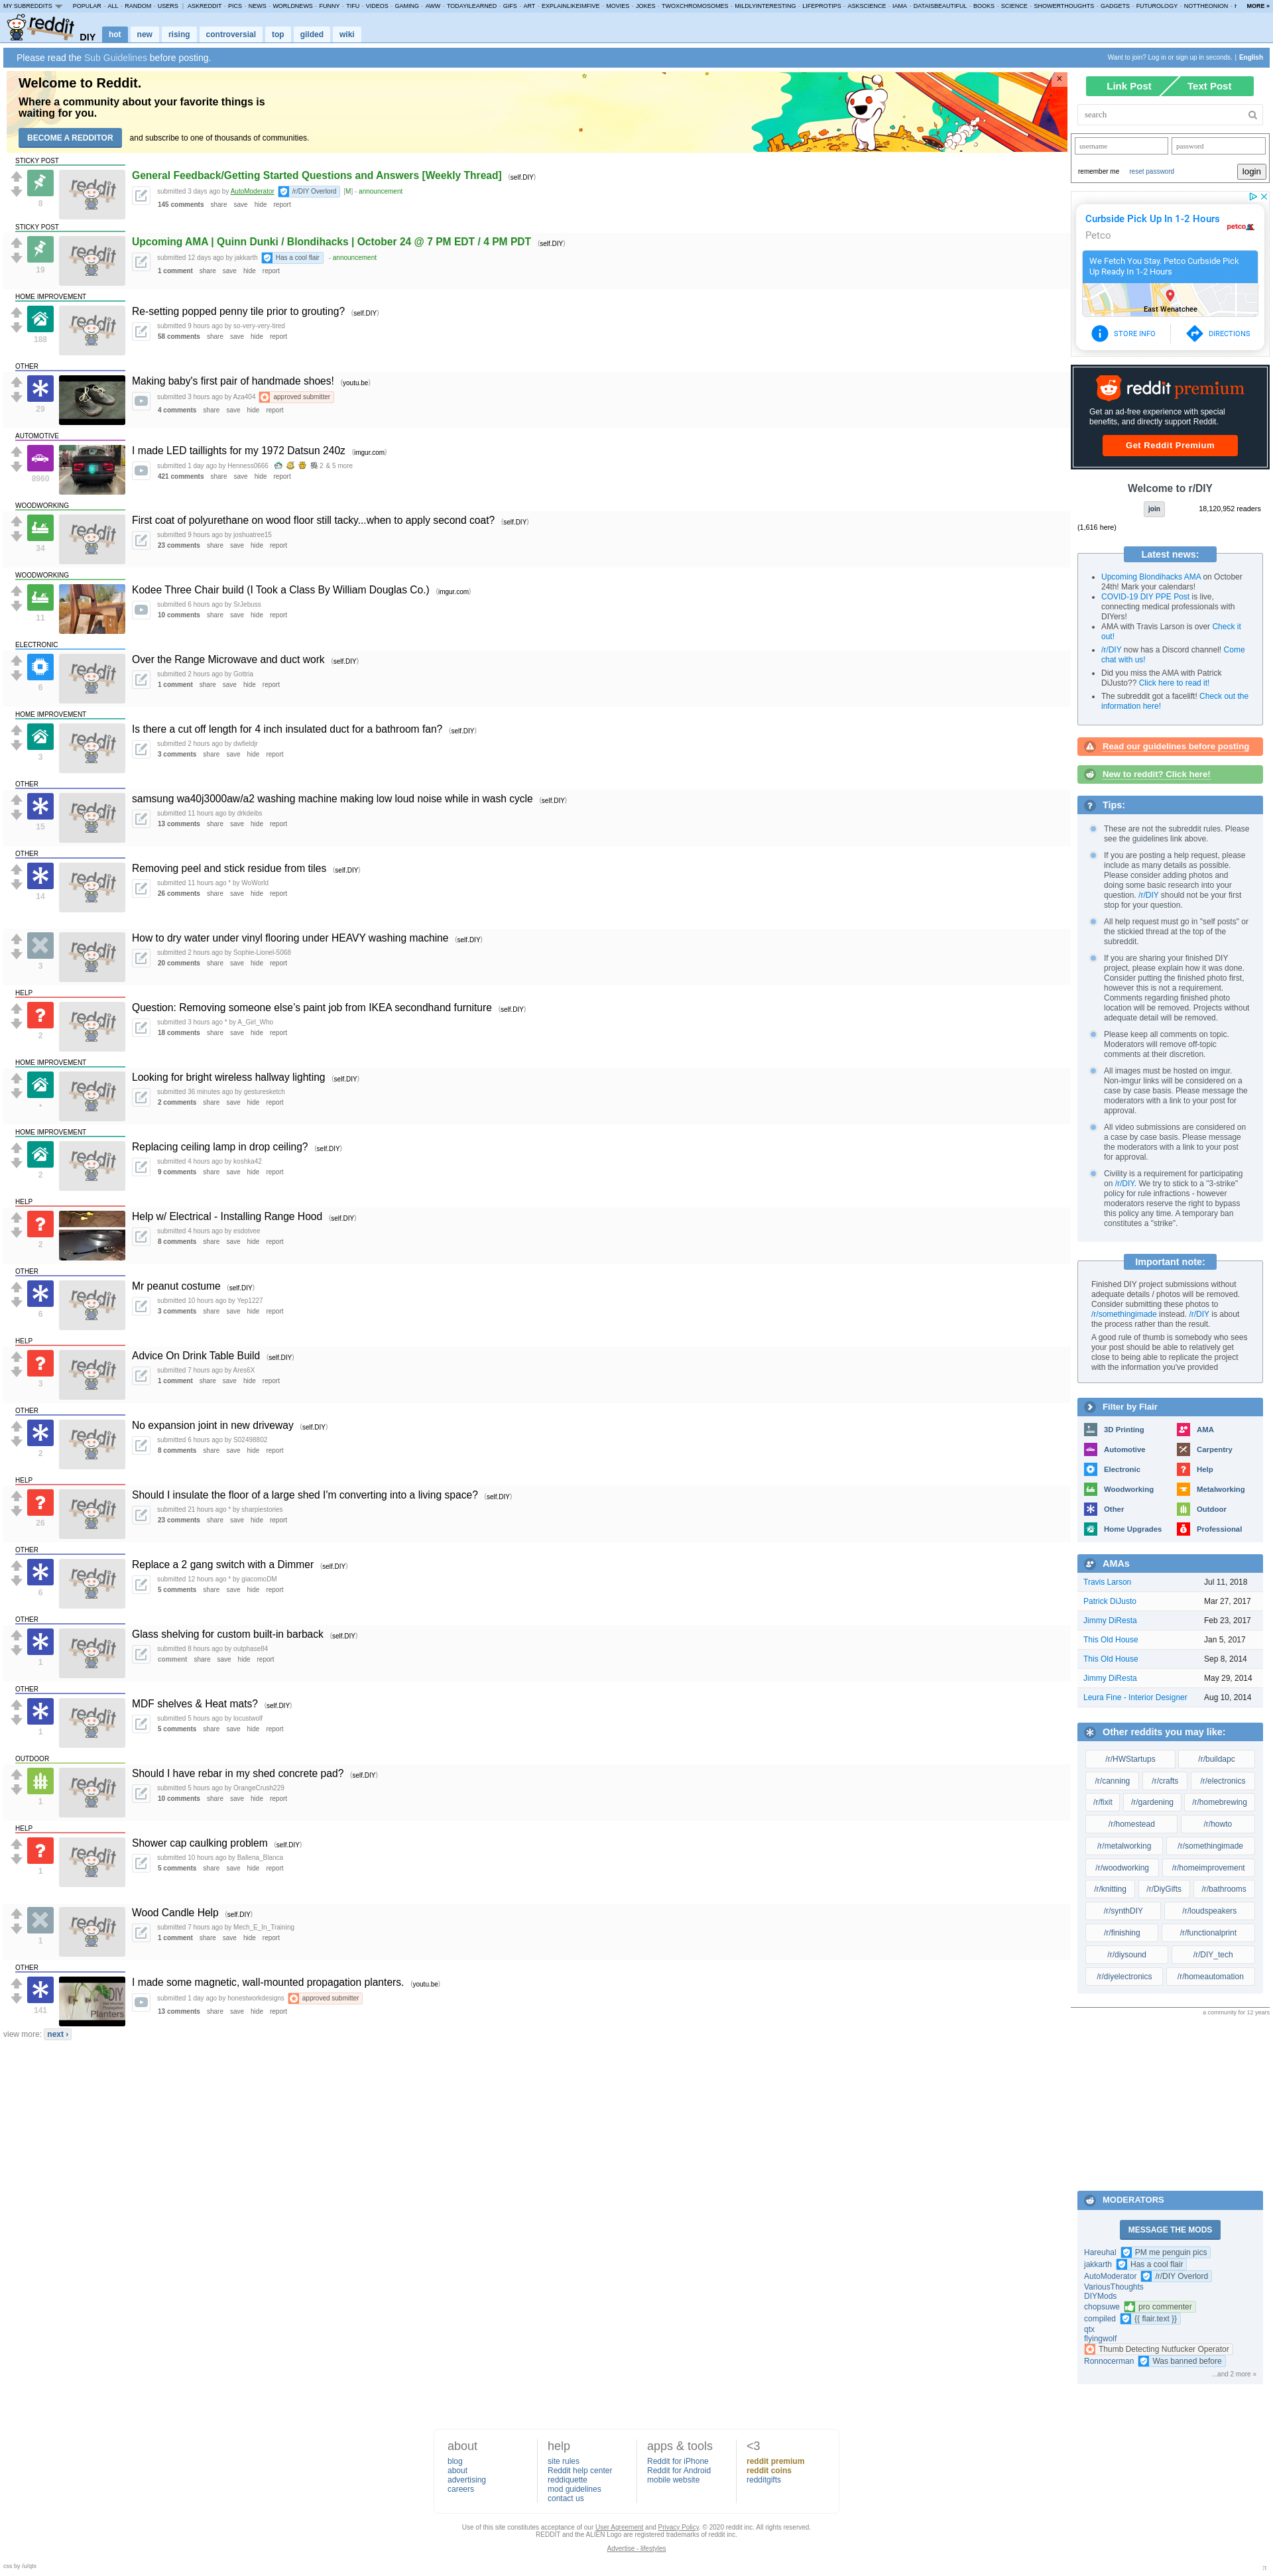 MY SUBREDDITS POPULAR - ALL - RANDOM - USERS | ASKREDDIT - PICS - NEWS - WORLDNEWS - FUNNY - TIFU - VIDEOS - GAMING - AWW - TODAYILEARNED - GIFS - ART - EXPLAINLIKEIMFIVE - MOVIES - JOKES - TWOXCHROMOSOMES - MILDLYINTERESTING - LIFEPROTIPS - ASKSCIENCE - IAMA - DATAISBEAUTIFUL - BOOKS - SCIENCE - SHOWERTHOUGHTS - GADGETS - FUTUROLOGY - NOTTHEONION MORE »
reddit DIY hot new rising controversial top gilded wiki
Please read the Sub Guidelines before posting.
Want to join? Log in or sign up in seconds. | English
Welcome to Reddit.
Where a community about your favorite things is
waiting for you.
BECOME A REDDITOR and subscribe to one of thousands of communities.
×
STICKY POST
8
General Feedback/Getting Started Questions and Answers [Weekly Thread] (self.DIY)
submitted 3 days ago by AutoModerator /r/DIY Overlord [M] - announcement
145 comments share save hide report
STICKY POST
19
Upcoming AMA | Quinn Dunki / Blondihacks | October 24 @ 7 PM EDT / 4 PM PDT (self.DIY)
submitted 12 days ago by jakkarth Has a cool flair - announcement
1 comment share save hide report
HOME IMPROVEMENT
188
Re-setting popped penny tile prior to grouting? (self.DIY)
submitted 9 hours ago by so-very-very-tired
58 comments share save hide report
OTHER
29
Making baby's first pair of handmade shoes! (youtu.be)
submitted 3 hours ago by Aza404 approved submitter
4 comments share save hide report
AUTOMOTIVE
8960
I made LED taillights for my 1972 Datsun 240z (imgur.com)
submitted 1 day ago by Henness0666 2 & 5 more
421 comments share save hide report
WOODWORKING
34
First coat of polyurethane on wood floor still tacky...when to apply second coat? (self.DIY)
submitted 9 hours ago by joshuatree15
23 comments share save hide report
WOODWORKING
11
Kodee Three Chair build (I Took a Class By William Douglas Co.) (imgur.com)
submitted 6 hours ago by SrJebuss
10 comments share save hide report
ELECTRONIC
6
Over the Range Microwave and duct work (self.DIY)
submitted 2 hours ago by Gottria
1 comment share save hide report
HOME IMPROVEMENT
3
Is there a cut off length for 4 inch insulated duct for a bathroom fan? (self.DIY)
submitted 2 hours ago by dwfieldjr
3 comments share save hide report
OTHER
15
samsung wa40j3000aw/a2 washing machine making low loud noise while in wash cycle (self.DIY)
submitted 11 hours ago by drkdeibs
13 comments share save hide report
OTHER
14
Removing peel and stick residue from tiles (self.DIY)
submitted 11 hours ago * by WoWorld
26 comments share save hide report
3
How to dry water under vinyl flooring under HEAVY washing machine (self.DIY)
submitted 2 hours ago by Sophie-Lionel-5068
20 comments share save hide report
HELP
2
Question: Removing someone else's paint job from IKEA secondhand furniture (self.DIY)
submitted 3 hours ago * by A_Girl_Who
18 comments share save hide report
HOME IMPROVEMENT
•
Looking for bright wireless hallway lighting (self.DIY)
submitted 36 minutes ago by gesturesketch
2 comments share save hide report
HOME IMPROVEMENT
2
Replacing ceiling lamp in drop ceiling? (self.DIY)
submitted 4 hours ago by koshka42
9 comments share save hide report
HELP
2
Help w/ Electrical - Installing Range Hood (self.DIY)
submitted 4 hours ago by esdotvee
8 comments share save hide report
OTHER
6
Mr peanut costume (self.DIY)
submitted 10 hours ago by Yep1227
3 comments share save hide report
HELP
3
Advice On Drink Table Build (self.DIY)
submitted 7 hours ago by Ares6X
1 comment share save hide report
OTHER
2
No expansion joint in new driveway (self.DIY)
submitted 6 hours ago by S02498802
8 comments share save hide report
HELP
26
Should I insulate the floor of a large shed I'm converting into a living space? (self.DIY)
submitted 21 hours ago * by sharpiestories
23 comments share save hide report
OTHER
6
Replace a 2 gang switch with a Dimmer (self.DIY)
submitted 12 hours ago * by giacomoDM
5 comments share save hide report
OTHER
1
Glass shelving for custom built-in barback (self.DIY)
submitted 8 hours ago by outphase84
comment share save hide report
OTHER
1
MDF shelves & Heat mats? (self.DIY)
submitted 5 hours ago by locustwolf
5 comments share save hide report
OUTDOOR
1
Should I have rebar in my shed concrete pad? (self.DIY)
submitted 5 hours ago by OrangeCrush229
10 comments share save hide report
HELP
1
Shower cap caulking problem (self.DIY)
submitted 10 hours ago by Ballena_Blanca
5 comments share save hide report
1
Wood Candle Help (self.DIY)
submitted 7 hours ago by Mech_E_In_Training
1 comment share save hide report
OTHER
141
DIY
Planters
I made some magnetic, wall-mounted propagation planters. (youtu.be)
submitted 1 day ago by honestworkdesigns approved submitter
13 comments share save hide report
view more: next ›
Link Post Text Post
search
username password
remember me reset password login
Curbside Pick Up In 1-2 Hours
Petco petco
We Fetch You Stay. Petco Curbside Pick
Up Ready In 1-2 Hours
East Wenatchee
STORE INFO DIRECTIONS
reddit premium
Get an ad-free experience with special
benefits, and directly support Reddit.
Get Reddit Premium
Welcome to r/DIY
join 18,120,952 readers
(1,616 here)
Latest news:
Upcoming Blondihacks AMA on October
24th! Mark your calendars!
COVID-19 DIY PPE Post is live,
connecting medical professionals with
DIYers!
AMA with Travis Larson is over Check it
out!
/r/DIY now has a Discord channel! Come
chat with us!
Did you miss the AMA with Patrick
DiJusto?? Click here to read it!
The subreddit got a facelift! Check out the
information here!
Read our guidelines before posting
New to reddit? Click here!
Tips:
These are not the subreddit rules. Please
see the guidelines link above.
If you are posting a help request, please
include as many details as possible.
Please consider adding photos and
doing some basic research into your
question. /r/DIY should not be your first
stop for your question.
All help request must go in "self posts" or
the stickied thread at the top of the
subreddit.
If you are sharing your finished DIY
project, please explain how it was done.
Consider putting the finished photo first,
however this is not a requirement.
Comments regarding finished photo
location will be removed. Projects without
adequate detail will be removed.
Please keep all comments on topic.
Moderators will remove off-topic
comments at their discretion.
All images must be hosted on imgur.
Non-imgur links will be considered on a
case by case basis. Please message the
moderators with a link to your post for
approval.
All video submissions are considered on
a case by case basis. Please message
the moderators with a link to your post
for approval.
Civility is a requirement for participating
on /r/DIY. We try to stick to a "3-strike"
policy for rule infractions - however
moderators reserve the right to bypass
this policy any time. A temporary ban
constitutes a "strike".
Important note:
Finished DIY project submissions without
adequate details / photos will be removed.
Consider submitting these photos to
/r/somethingimade instead. /r/DIY is about
the process rather than the result.
A good rule of thumb is somebody who sees
your post should be able to relatively get
close to being able to replicate the project
with the information you've provided
Filter by Flair
3D Printing AMA
Automotive Carpentry
Electronic Help
Woodworking Metalworking
Other Outdoor
Home Upgrades Professional
AMAs
Travis Larson Jul 11, 2018
Patrick DiJusto Mar 27, 2017
Jimmy DiResta Feb 23, 2017
This Old House Jan 5, 2017
This Old House Sep 8, 2014
Jimmy DiResta May 29, 2014
Leura Fine - Interior Designer Aug 10, 2014
Other reddits you may like:
/r/HWStartups /r/buildapc
/r/canning /r/crafts /r/electronics
/r/fixit /r/gardening /r/homebrewing
/r/homestead /r/howto
/r/metalworking /r/somethingimade
/r/woodworking /r/homeimprovement
/r/knitting /r/DiyGifts /r/bathrooms
/r/synthDIY /r/loudspeakers
/r/finishing /r/functionalprint
/r/diysound /r/DIY_tech
/r/diyelectronics /r/homeautomation
a community for 12 years
MODERATORS
MESSAGE THE MODS
Hareuhal PM me penguin pics
jakkarth Has a cool flair
AutoModerator /r/DIY Overlord
VariousThoughts
DIYMods
chopsuwe pro commenter
compiled {{ flair.text }}
qtx
flyingwolf
Thumb Detecting Nutfucker Operator
Ronnocerman Was banned before
...and 2 more »
about help apps & tools <3
blog site rules Reddit for iPhone reddit premium
about Reddit help center Reddit for Android reddit coins
advertising reddiquette mobile website redditgifts
careers mod guidelines
contact us
Use of this site constitutes acceptance of our User Agreement and Privacy Policy. © 2020 reddit inc. All rights reserved.
REDDIT and the ALIEN Logo are registered trademarks of reddit inc.
Advertise - lifestyles
css by /u/qtx π